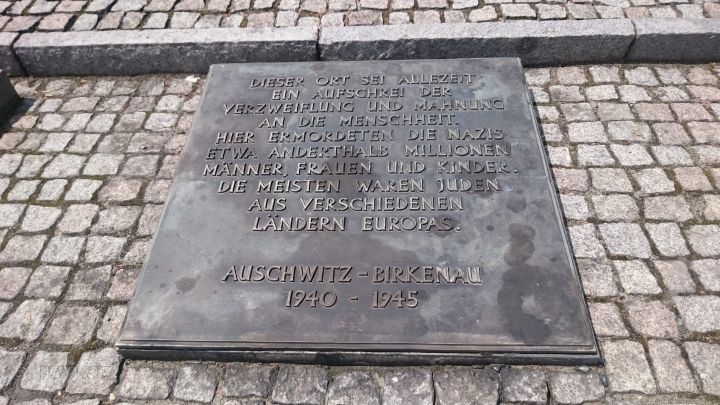 DIESER ORT SEI ALLEZEIT
EIN AUFSCHREI DER
VERZWEIFLUNG UND MAHNUNG
AN DIE MENSCHHEIT.
HIER ERMORDETEN DIE NAZIS
ETWA ANDERTHALB MILLIONEN
MÄNNER, FRAUEN UND KINDER.
DIE MEISTEN WAREN JUDEN
AUS VERSCHIEDENEN
LÄNDERN EUROPAS.
AUSCHWITZ - BIRKENAU
1940 - 1945